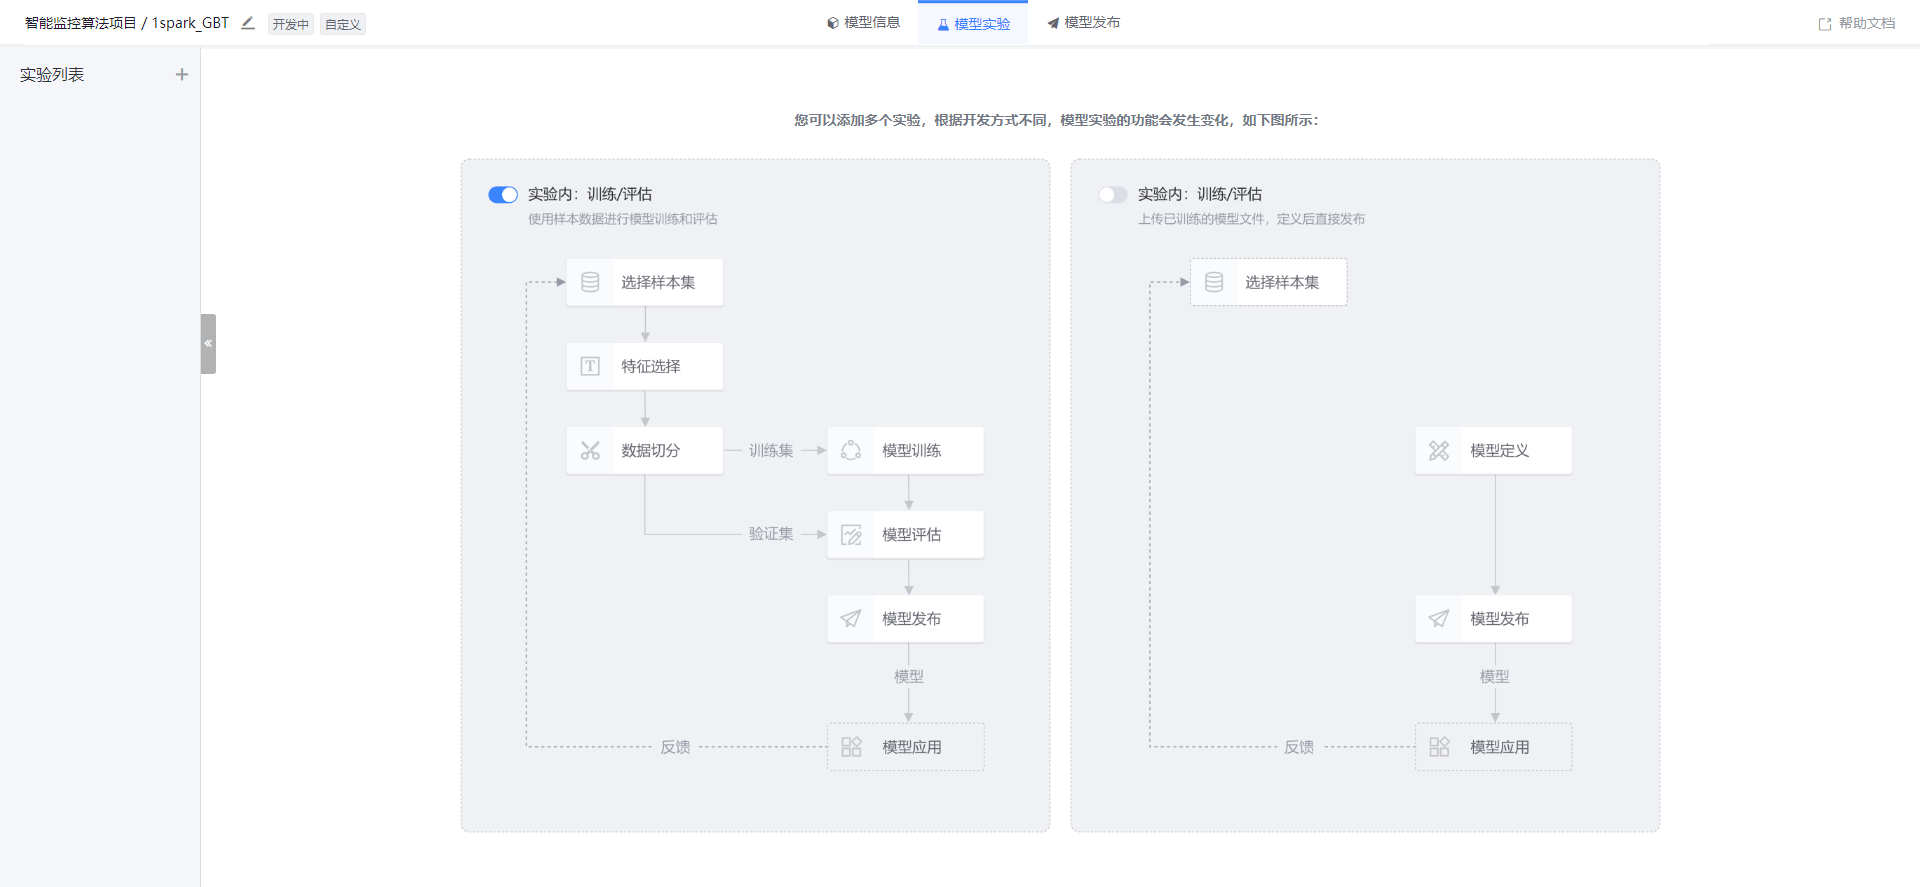 智能监控算法项目 / 1spark_GBT 开发中 自定义
模型信息
模型实验
模型发布
帮助文档
实验列表
您可以添加多个实验，根据开发方式不同，模型实验的功能会发生变化，如下图所示：
实验内：训练/评估
使用样本数据进行模型训练和评估
选择样本集
特征选择
数据切分
训练集
模型训练
验证集
模型评估
模型发布
模型
反馈
模型应用
实验内：训练/评估
上传已训练的模型文件，定义后直接发布
选择样本集
模型定义
模型发布
模型
反馈
模型应用